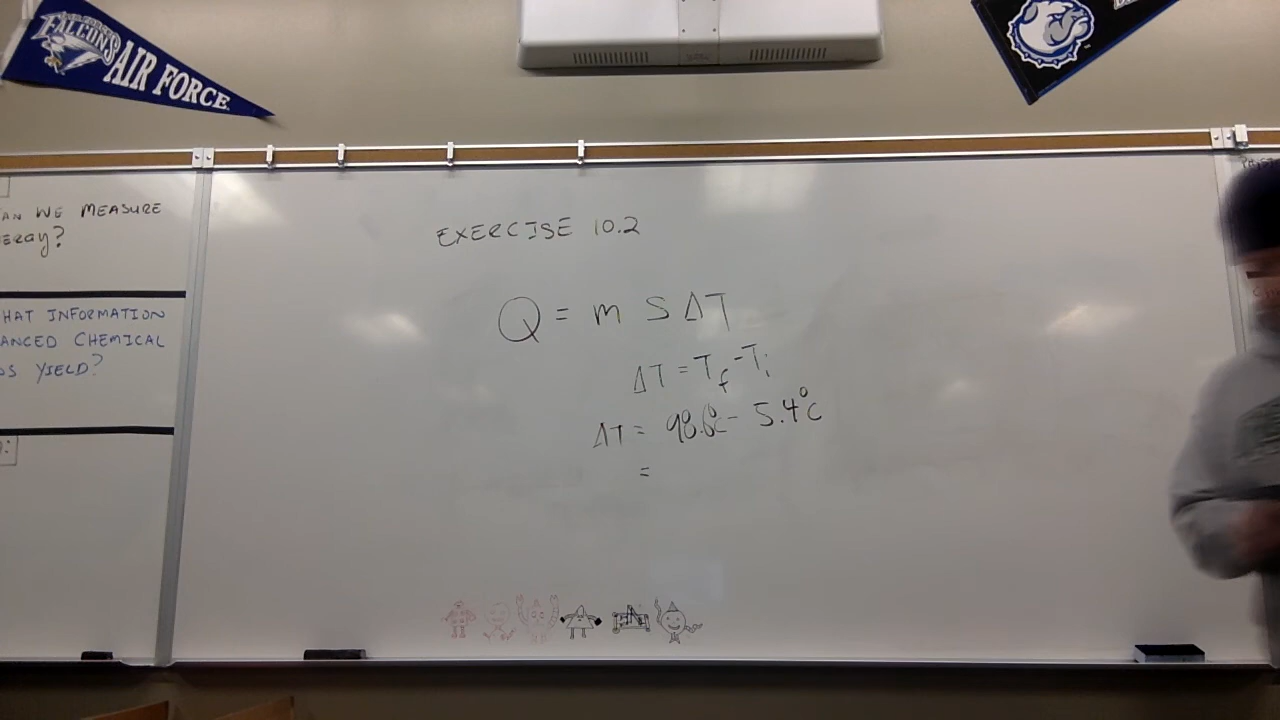 FALCONS
AIR FORCE
AN WE MEASURE
ERGY?
HAT INFORMATION
ANCED CHEMICAL
DS YIELD?
EXERCISE 10.2
Q = m S ΔT
ΔT = Tf - Ti
ΔT = 98.6°C - 5.4°C
=